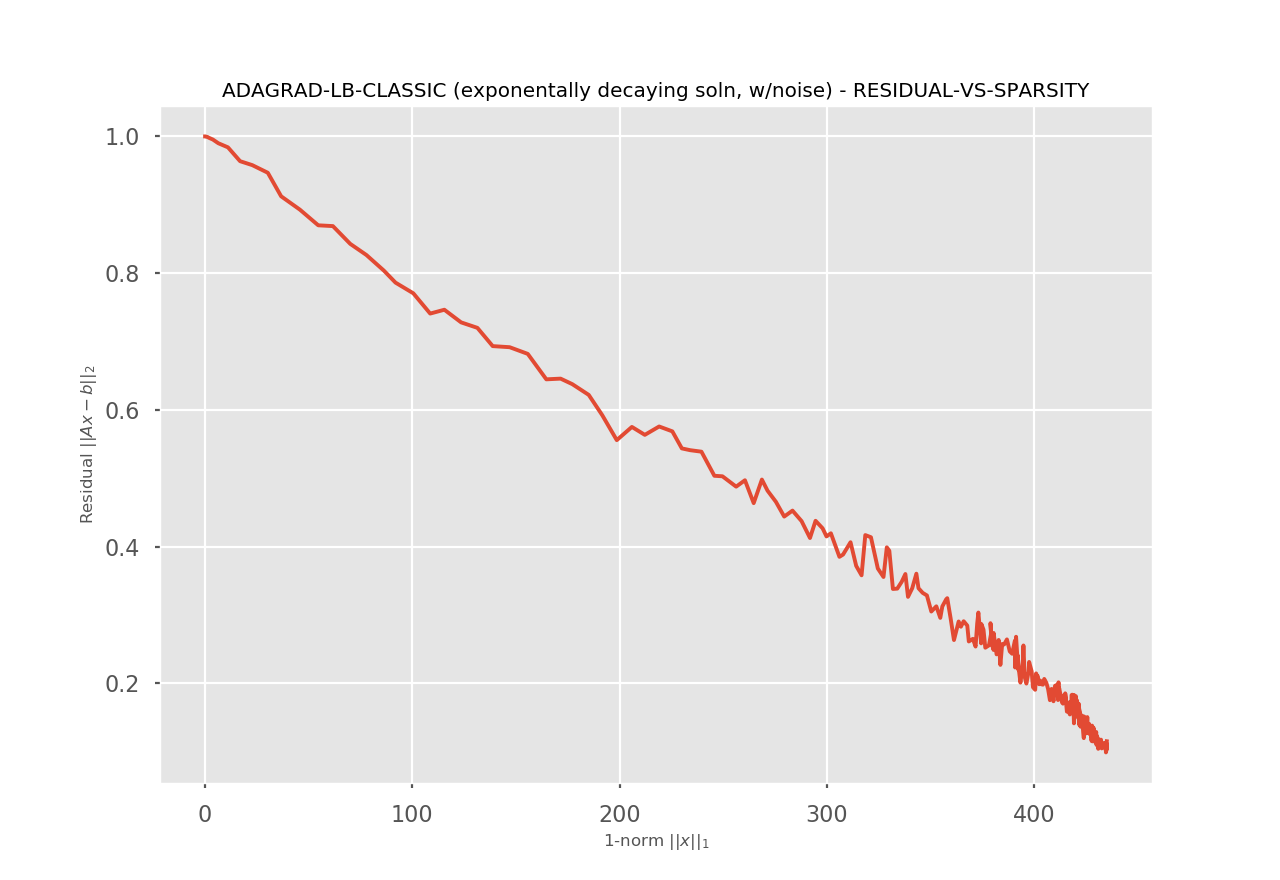 ADAGRAD-LB-CLASSIC (exponentially decaying soln, w/noise) - RESIDUAL-VS-SPARSITY
1.0
0.8
0.6
0.4
0.2
Residual ||Ax − b||₂
0 100 200 300 400
1-norm ||x||₁